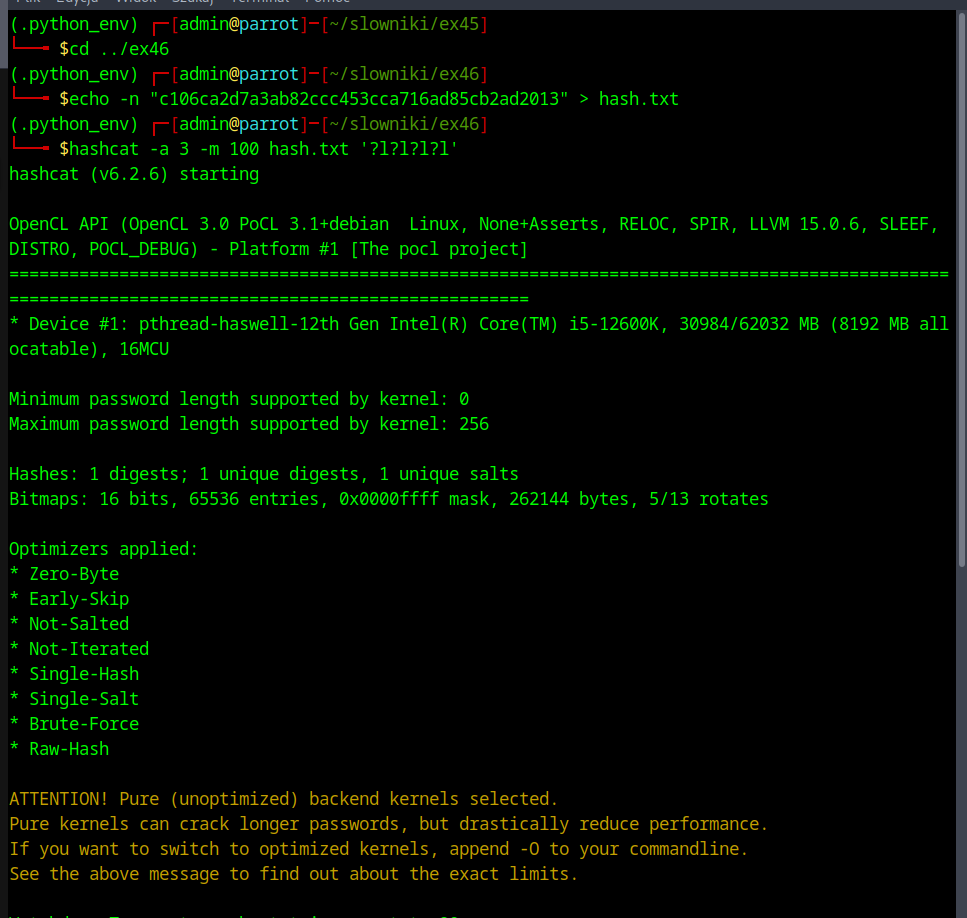 Plik Edycja Widok Szukaj Terminal Pomoc
(.python_env) ┌─[admin@parrot]─[~/slowniki/ex45]
└──╼ $cd ../ex46
(.python_env) ┌─[admin@parrot]─[~/slowniki/ex46]
└──╼ $echo -n "c106ca2d7a3ab82ccc453cca716ad85cb2ad2013" > hash.txt
(.python_env) ┌─[admin@parrot]─[~/slowniki/ex46]
└──╼ $hashcat -a 3 -m 100 hash.txt '?l?l?l?l'
hashcat (v6.2.6) starting
OpenCL API (OpenCL 3.0 PoCL 3.1+debian  Linux, None+Asserts, RELOC, SPIR, LLVM 15.0.6, SLEEF,
DISTRO, POCL_DEBUG) - Platform #1 [The pocl project]
==============================================================================================
====================================================
* Device #1: pthread-haswell-12th Gen Intel(R) Core(TM) i5-12600K, 30984/62032 MB (8192 MB all
ocatable), 16MCU
Minimum password length supported by kernel: 0
Maximum password length supported by kernel: 256
Hashes: 1 digests; 1 unique digests, 1 unique salts
Bitmaps: 16 bits, 65536 entries, 0x0000ffff mask, 262144 bytes, 5/13 rotates
Optimizers applied:
* Zero-Byte
* Early-Skip
* Not-Salted
* Not-Iterated
* Single-Hash
* Single-Salt
* Brute-Force
* Raw-Hash
ATTENTION! Pure (unoptimized) backend kernels selected.
Pure kernels can crack longer passwords, but drastically reduce performance.
If you want to switch to optimized kernels, append -O to your commandline.
See the above message to find out about the exact limits.